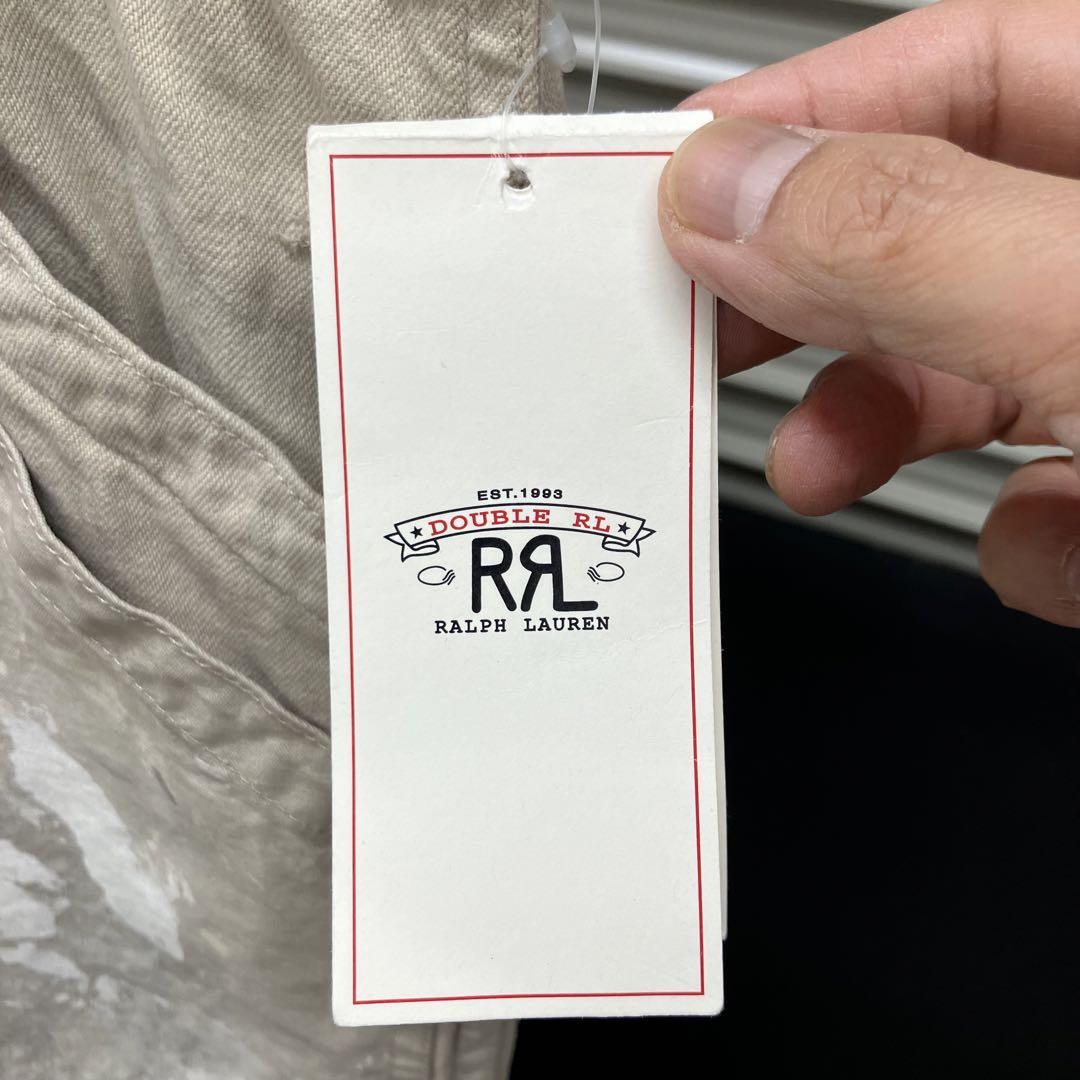 EST.1993
DOUBLE RL
RRL
RALPH LAUREN